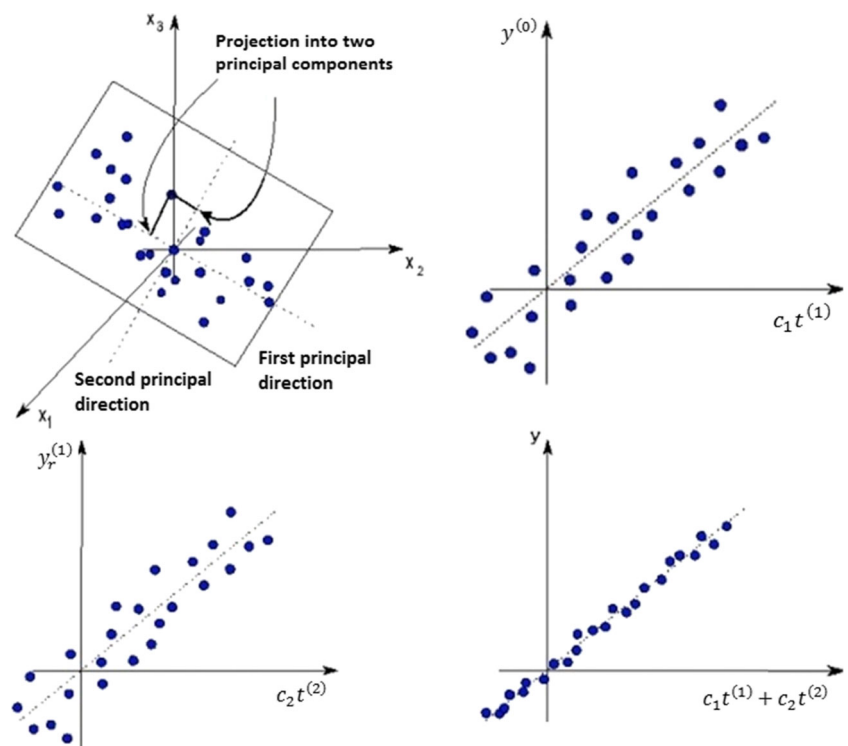 x₃
Projection into two
principal components
x₂
First principal
direction
Second principal
direction
x₁
y⁽⁰⁾
c₁t⁽¹⁾
yᵣ⁽¹⁾
c₂t⁽²⁾
y
c₁t⁽¹⁾ + c₂t⁽²⁾